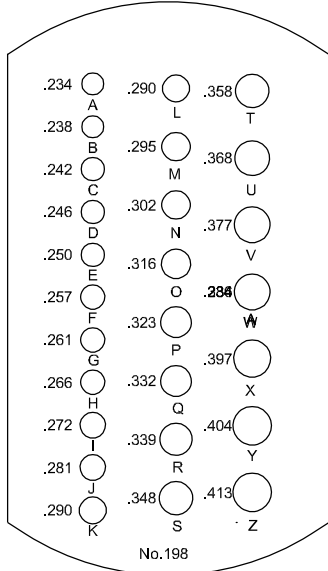 .234
A
.238
B
.242
C
.246
D
.250
E
.257
F
.261
G
.266
H
.272
I
.281
J
.290
K
.290
L
.295
M
.302
N
.316
O
.323
P
.332
Q
.339
R
.348
S
.358
T
.368
U
.377
V
W
.397
X
.404
Y
.413
Z
No.198